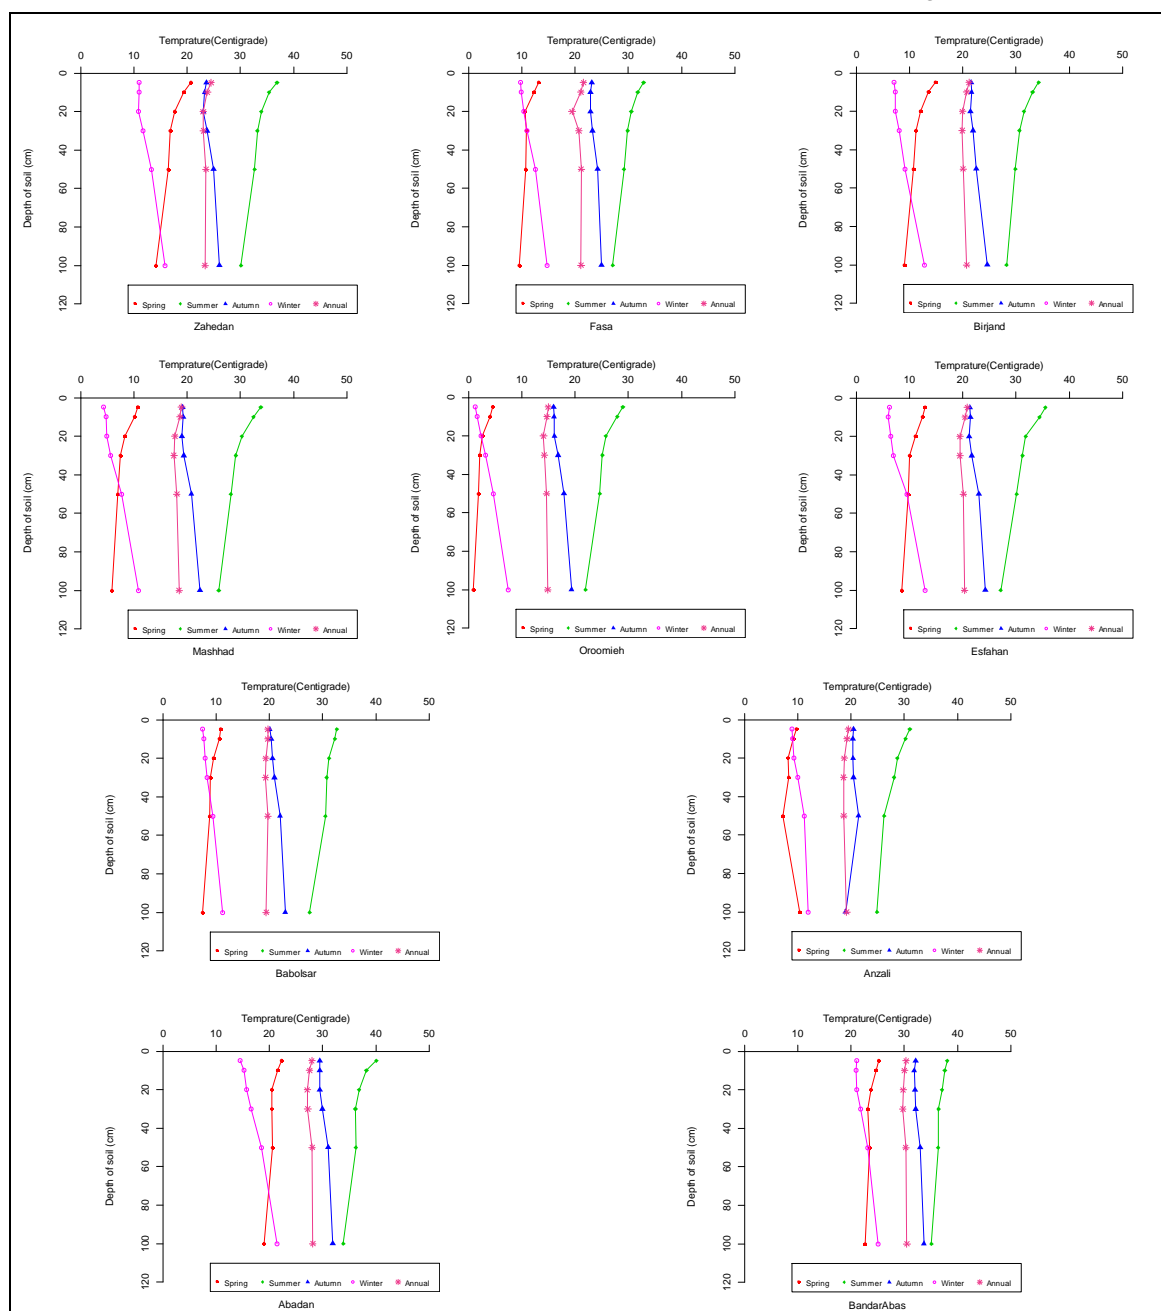 Temprature(Centigrade) Temprature(Centigrade) Temprature(Centigrade)
0 10 20 30 40 50 0 10 20 30 40 50 0 10 20 30 40 50
Depth of soil (cm) Depth of soil (cm) Depth of soil (cm)
0 20 40 60 80 100 120 0 20 40 60 80 100 120 0 20 40 60 80 100 120
Spring Summer Autumn Winter Annual Spring Summer Autumn Winter Annual Spring Summer Autumn Winter Annual
Zahedan Fasa Birjand
Temprature(Centigrade) Temprature(Centigrade) Temprature(Centigrade)
0 10 20 30 40 50 0 10 20 30 40 50 0 10 20 30 40 50
Depth of soil (cm) Depth of soil (cm) Depth of soil (cm)
0 20 40 60 80 100 120 0 20 40 60 80 100 120 0 20 40 60 80 100 120
Spring Summer Autumn Winter Annual Spring Summer Autumn Winter Annual Spring Summer Autumn Winter Annual
Mashhad Oroomieh Esfahan
Temprature(Centigrade) Temprature(Centigrade)
0 10 20 30 40 50 0 10 20 30 40 50
Depth of soil (cm) Depth of soil (cm)
0 20 40 60 80 100 120 0 20 40 60 80 100 120
Spring Summer Autumn Winter Annual Spring Summer Autumn Winter Annual
Babolsar Anzali
Temprature(Centigrade) Temprature(Centigrade)
0 10 20 30 40 50 0 10 20 30 40 50
Depth of soil (cm) Depth of soil (cm)
0 20 40 60 80 100 120 0 20 40 60 80 100 120
Spring Summer Autumn Winter Annual Spring Summer Autumn Winter Annual
Abadan BandarAbas